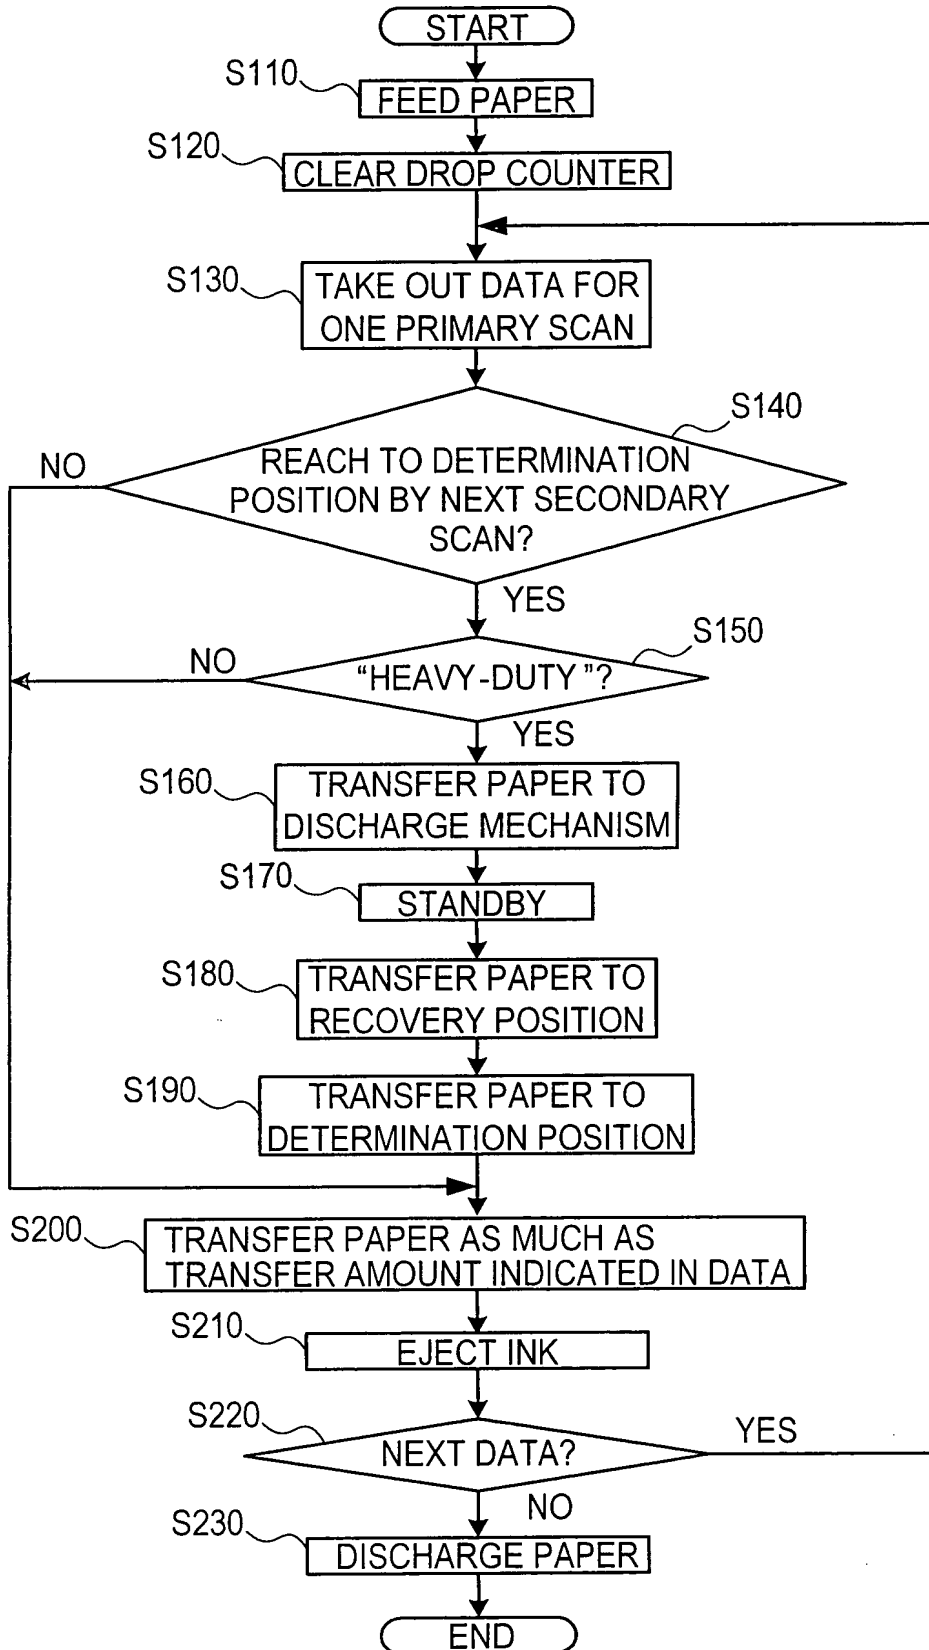 START
S110
FEED PAPER
S120
CLEAR DROP COUNTER
S130
TAKE OUT DATA FOR
ONE PRIMARY SCAN
S140
NO
REACH TO DETERMINATION
POSITION BY NEXT SECONDARY
SCAN?
YES
S150
NO
“HEAVY-DUTY”?
YES
S160
TRANSFER PAPER TO
DISCHARGE MECHANISM
S170
STANDBY
S180
TRANSFER PAPER TO
RECOVERY POSITION
S190
TRANSFER PAPER TO
DETERMINATION POSITION
S200
TRANSFER PAPER AS MUCH AS
TRANSFER AMOUNT INDICATED IN DATA
S210
EJECT INK
S220
NEXT DATA?
YES
NO
S230
DISCHARGE PAPER
END